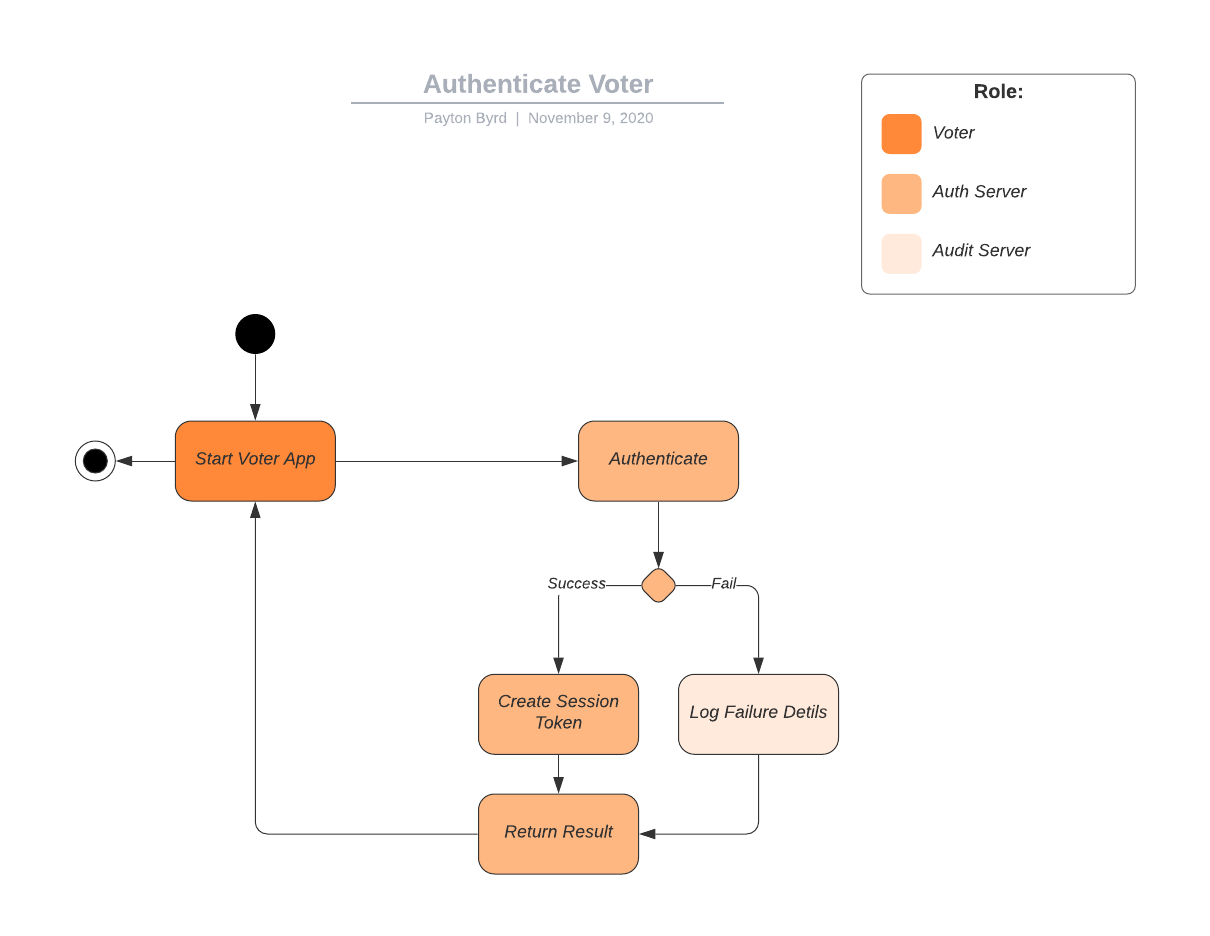 Authenticate Voter
Payton Byrd | November 9, 2020
Role:
Voter
Auth Server
Audit Server
Start Voter App
Authenticate
Success
Fail
Create Session
Token
Log Failure Detils
Return Result